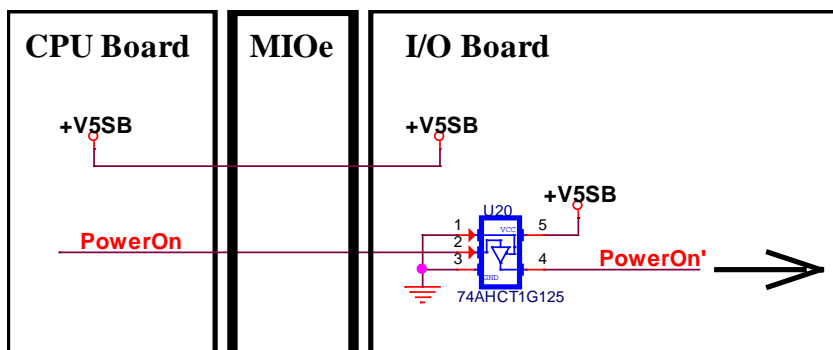 CPU Board MIOe I/O Board
+V5SB +V5SB
+V5SB
U20
1 VCC 5
PowerOn 2
PowerOn'
3 GND 4
74AHCT1G125